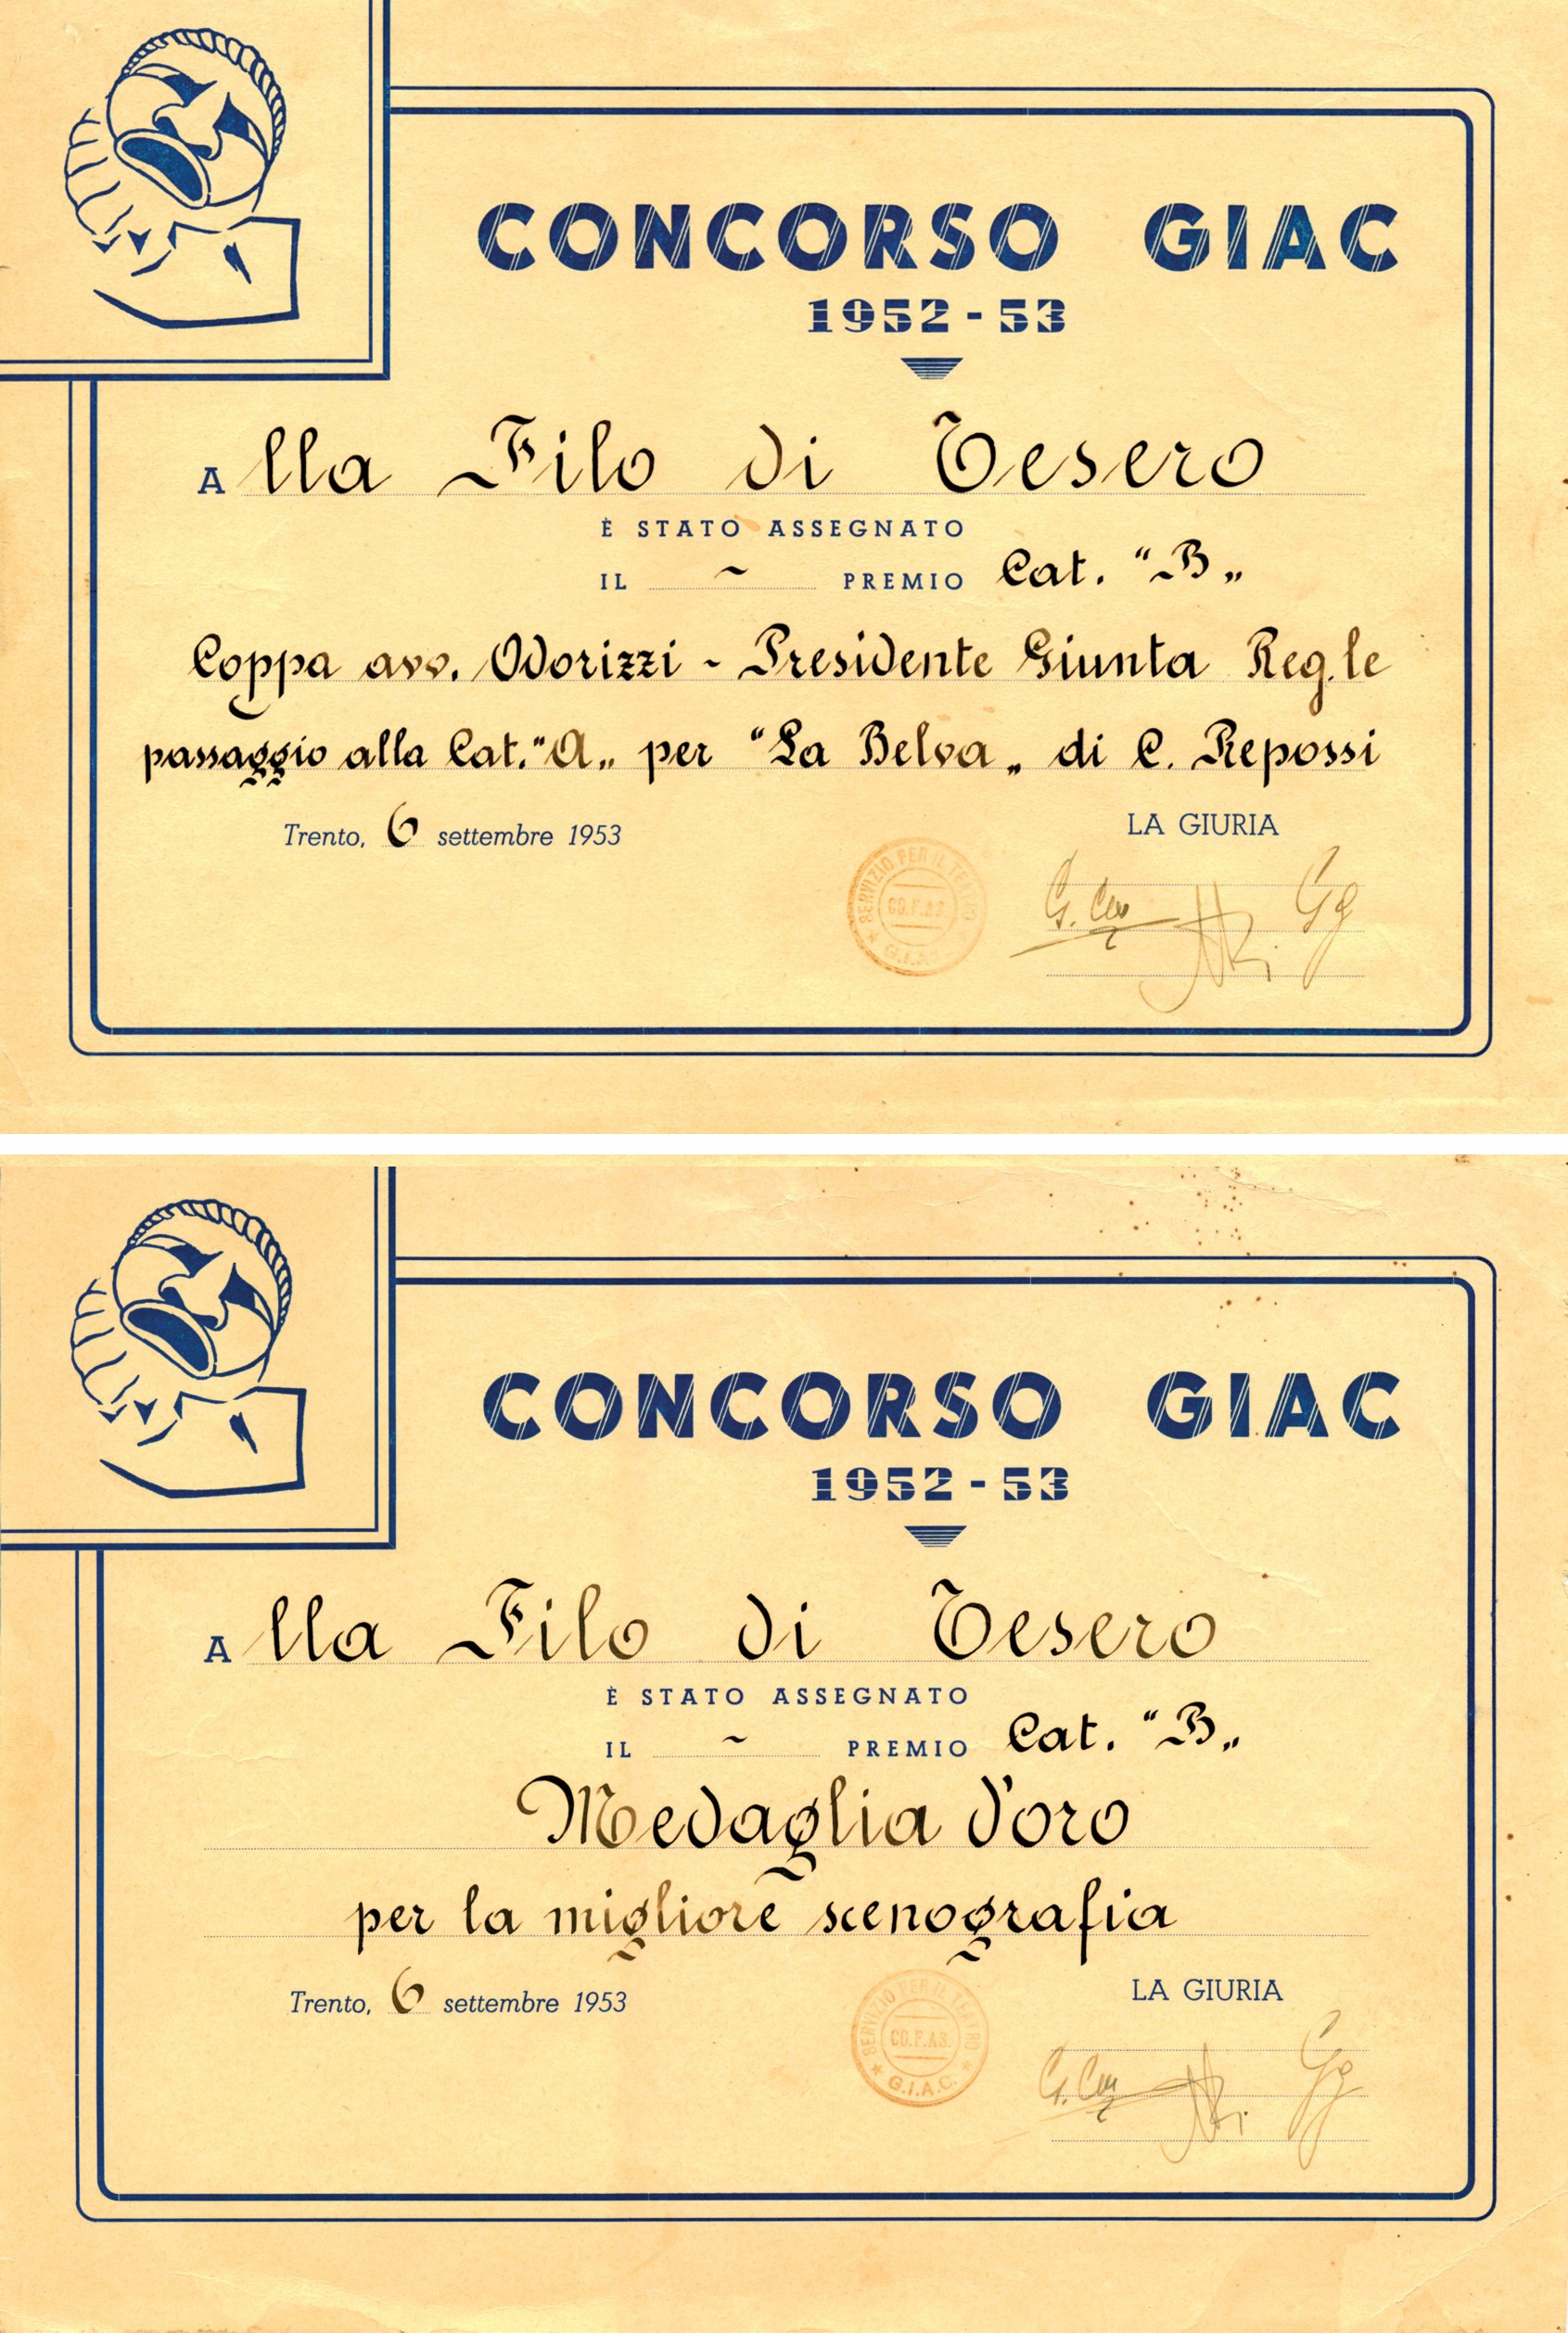 CONCORSO GIAC
1952-53
Alla Filo di Tesero
È STATO ASSEGNATO
IL ~ PREMIO Cat. "B„
Coppa avv. Odorizzi - Presidente Giunta Reg.le
passaggio alla Cat. "A„ per "La Belva„ di C. Repossi
Trento, 6 settembre 1953
LA GIURIA
SERVIZIO PER IL TEATRO
CO.P.AS.
CONCORSO GIAC
1952-53
Alla Filo di Tesero
È STATO ASSEGNATO
IL ~ PREMIO Cat. "B„
Medaglia d'oro
per la migliore scenografia
Trento, 6 settembre 1953
LA GIURIA
SERVIZIO PER IL TEATRO
CO.P.AS.
G.I.A.C.